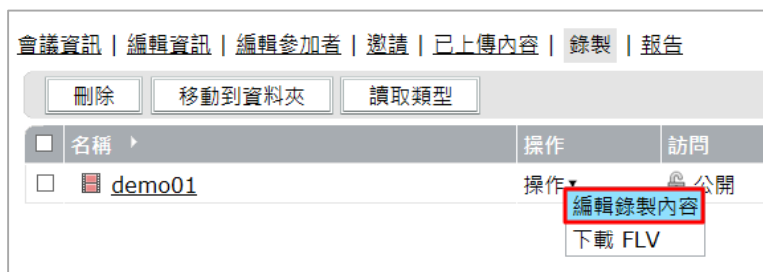 會議資訊 | 編輯資訊 | 編輯參加者 | 邀請 | 已上傳內容 | 錄製 | 報告
刪除 移動到資料夾 讀取類型
名稱 操作 訪問
demo01 操作 公開
編輯錄製內容
下載 FLV